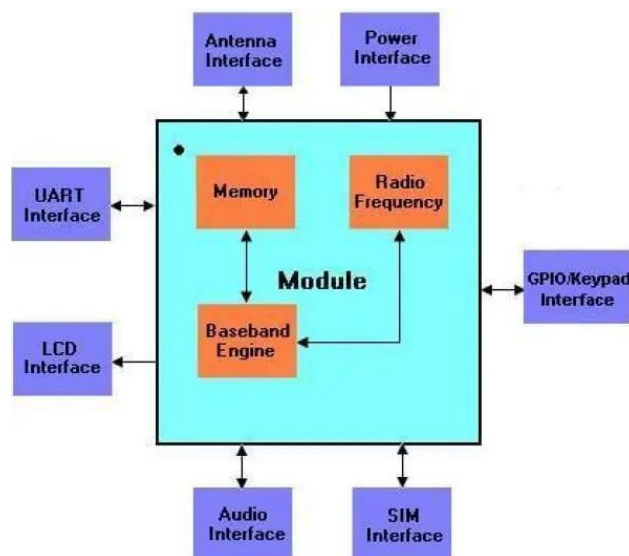 Antenna
Interface
Power
Interface
UART
Interface
Memory
Radio
Frequency
Module
GPIO/Keypad
Interface
LCD
Interface
Baseband
Engine
Audio
Interface
SIM
Interface